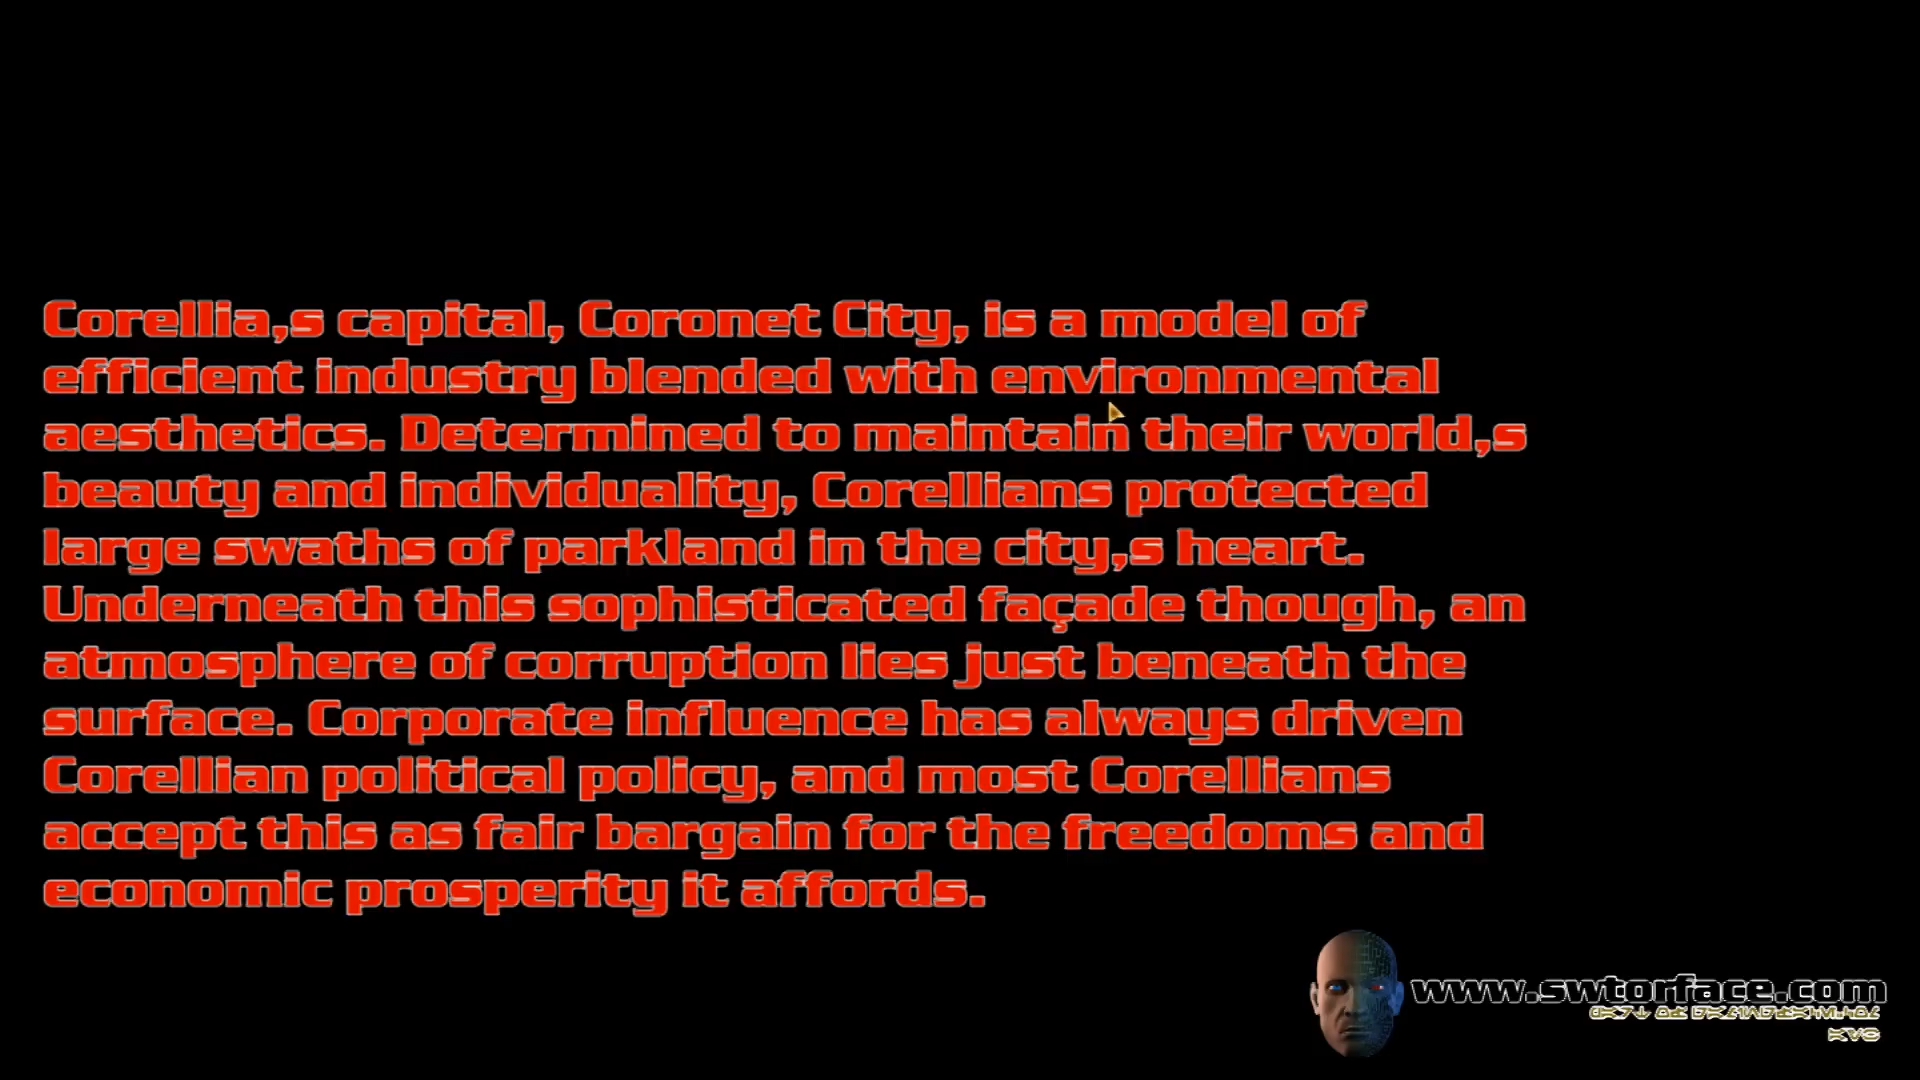 Corellia,s capital, Coronet City, is a model of
efficient industry blended with environmental
aesthetics. Determined to maintain their world,s
beauty and individuality, Corellians protected
large swaths of parkland in the city,s heart.
Underneath this sophisticated façade though, an
atmosphere of corruption lies just beneath the
surface. Corporate influence has always driven
Corellian political policy, and most Corellians
accept this as fair bargain for the freedoms and
economic prosperity it affords.
www.swtorface.com